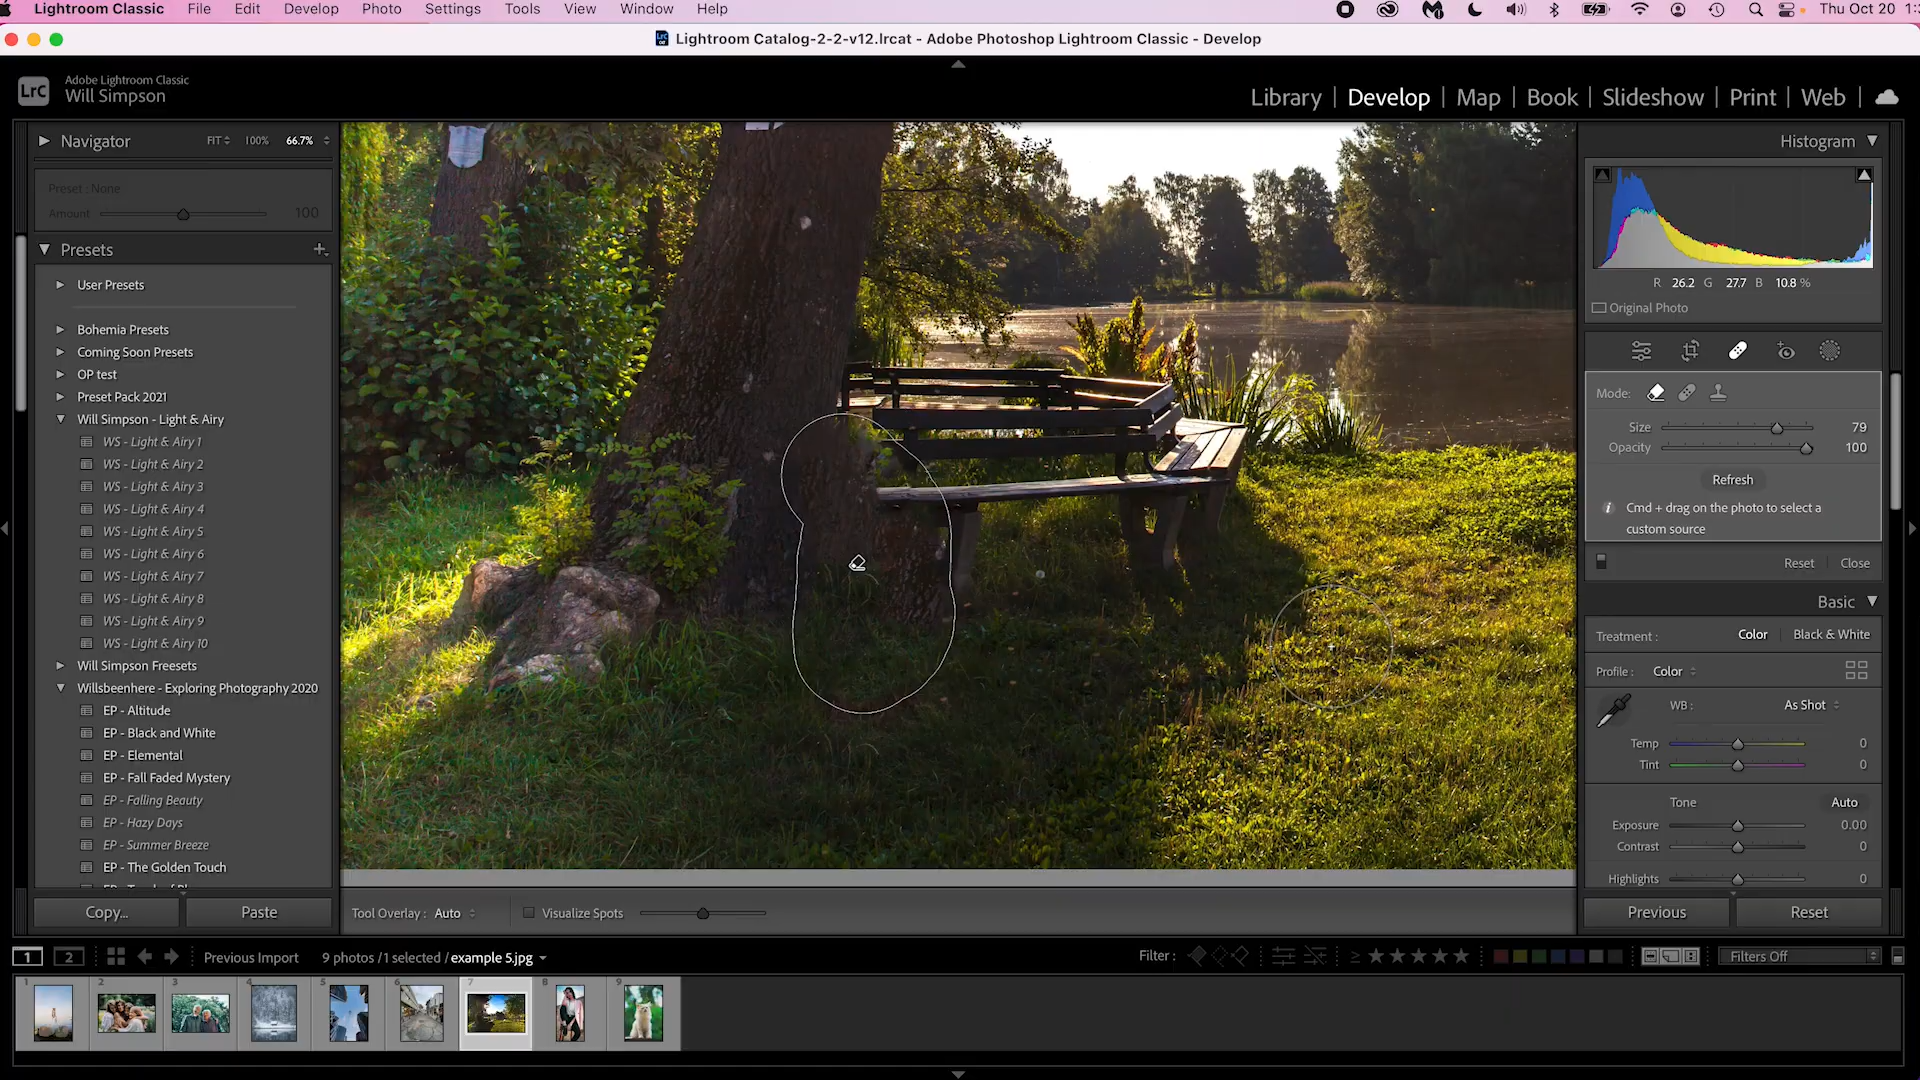 Lightroom Classic File Edit Develop Photo Settings Tools View Window Help Thu Oct 20
Lightroom Catalog-2-2-v12.lrcat - Adobe Photoshop Lightroom Classic - Develop
LrC Adobe Lightroom Classic
Will Simpson
Library | Develop | Map | Book | Slideshow | Print | Web
Navigator FIT 100% 66.7%
Preset : None
Amount 100
Presets
User Presets
Bohemia Presets
Coming Soon Presets
OP test
Preset Pack 2021
Will Simpson - Light & Airy
WS - Light & Airy 1
WS - Light & Airy 2
WS - Light & Airy 3
WS - Light & Airy 4
WS - Light & Airy 5
WS - Light & Airy 6
WS - Light & Airy 7
WS - Light & Airy 8
WS - Light & Airy 9
WS - Light & Airy 10
Will Simpson Freesets
Willsbeenhere - Exploring Photography 2020
EP - Altitude
EP - Black and White
EP - Elemental
EP - Fall Faded Mystery
EP - Falling Beauty
EP - Hazy Days
EP - Summer Breeze
EP - The Golden Touch
Copy... Paste
Tool Overlay : Auto Visualize Spots
Histogram
R 26.2 G 27.7 B 10.8 %
Original Photo
Mode:
Size 79
Opacity 100
Refresh
Cmd + drag on the photo to select a
custom source
Reset Close
Basic
Treatment : Color Black & White
Profile : Color
WB : As Shot
Temp 0
Tint 0
Tone Auto
Exposure 0.00
Contrast 0
Highlights 0
Previous Reset
1 2 Previous Import 9 photos / 1 selected / example 5.jpg Filter : Filters Off
1 2 3 4 5 6 7 8 9